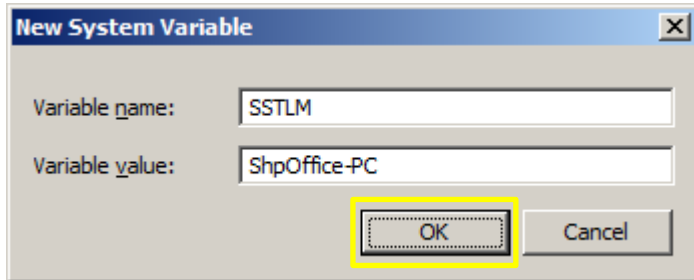 New System Variable
Variable name: SSTLM
Variable value: ShpOffice-PC
OK Cancel